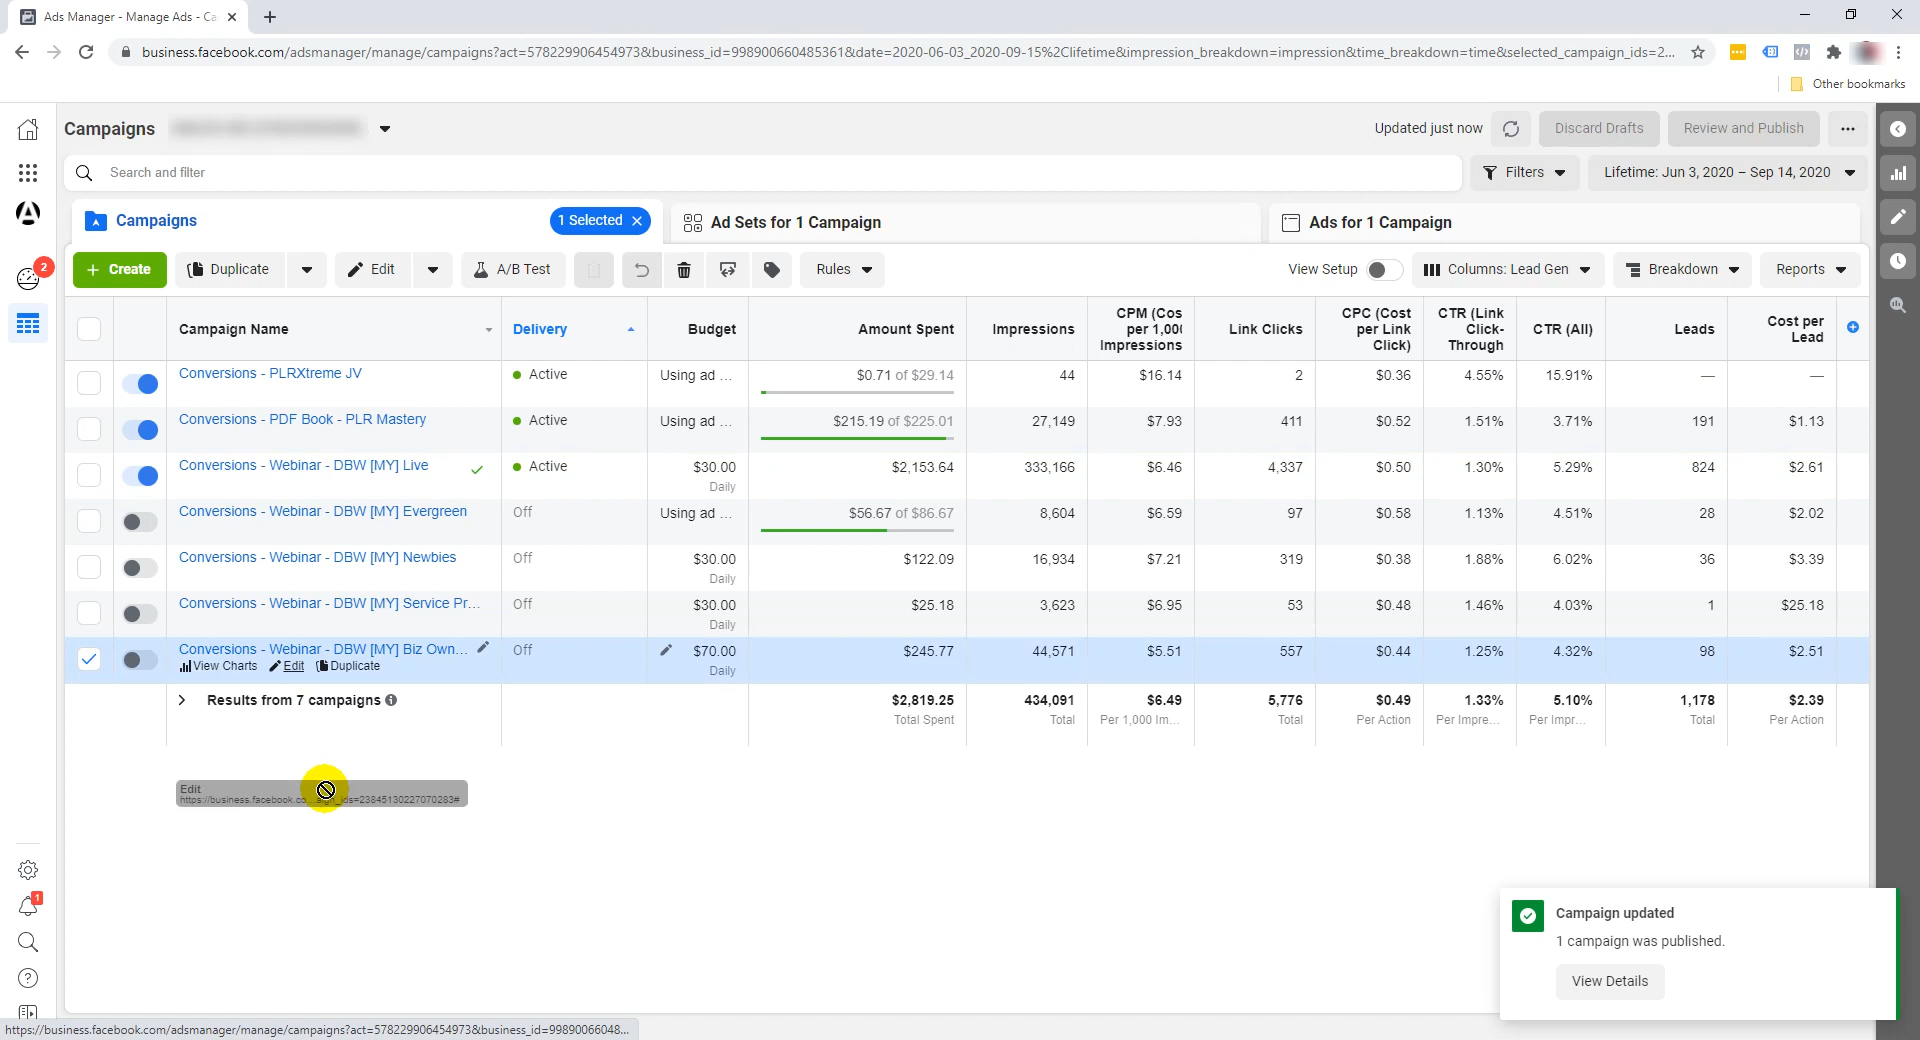 Ads Manager - Manage Ads - Ca
business.facebook.com/adsmanager/manage/campaigns?act=578229906454973&business_id=998900660485361&date=2020-06-03_2020-09-15%2Clifetime&impression_breakdown=impression&time_breakdown=time&selected_campaign_ids=2...
Other bookmarks
Campaigns
Updated just now
Discard Drafts
Review and Publish
Search and filter
Filters
Lifetime: Jun 3, 2020 – Sep 14, 2020
Campaigns
1 Selected
Ad Sets for 1 Campaign
Ads for 1 Campaign
2
+ Create
Duplicate
Edit
A/B Test
Rules
View Setup
Columns: Lead Gen
Breakdown
Reports
Campaign Name Delivery Budget Amount Spent Impressions CPM (Cos per 1,000 Impressions Link Clicks CPC (Cost per Link Click) CTR (Link Click-Through CTR (All) Leads Cost per Lead
Conversions - PLRXtreme JV Active Using ad ... $0.71 of $29.14 44 $16.14 2 $0.36 4.55% 15.91% — —
Conversions - PDF Book - PLR Mastery Active Using ad ... $215.19 of $225.01 27,149 $7.93 411 $0.52 1.51% 3.71% 191 $1.13
Conversions - Webinar - DBW [MY] Live Active $30.00 $2,153.64 333,166 $6.46 4,337 $0.50 1.30% 5.29% 824 $2.61
Daily
Conversions - Webinar - DBW [MY] Evergreen Off Using ad ... $56.67 of $86.67 8,604 $6.59 97 $0.58 1.13% 4.51% 28 $2.02
Conversions - Webinar - DBW [MY] Newbies Off $30.00 $122.09 16,934 $7.21 319 $0.38 1.88% 6.02% 36 $3.39
Daily
Conversions - Webinar - DBW [MY] Service Pr... Off $30.00 $25.18 3,623 $6.95 53 $0.48 1.46% 4.03% 1 $25.18
Daily
Conversions - Webinar - DBW [MY] Biz Own... Off $70.00 $245.77 44,571 $5.51 557 $0.44 1.25% 4.32% 98 $2.51
View Charts Edit Duplicate Daily
Results from 7 campaigns $2,819.25 434,091 $6.49 5,776 $0.49 1.33% 5.10% 1,178 $2.39
Total Spent Total Per 1,000 Im... Total Per Action Per Impre... Per Impr... Total Per Action
Edit
https://business.facebook.co...aign_ids=23845130227070283#
1
Campaign updated
1 campaign was published.
View Details
https://business.facebook.com/adsmanager/manage/campaigns?act=578229906454973&business_id=99890066048...